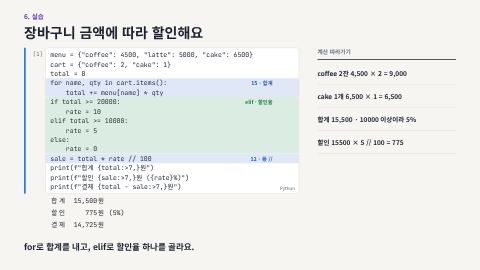 6. 실습
장바구니 금액에 따라 할인해요
[1] menu = {"coffee": 4500, "latte": 5000, "cake": 6500}
cart = {"coffee": 2, "cake": 1}
total = 0
for name, qty in cart.items(): 15 · 합계
total += menu[name] * qty
if total >= 20000: elif · 할인율
rate = 10
elif total >= 10000:
rate = 5
else:
rate = 0
sale = total * rate // 100 12 · 몫 //
print(f"합계 {total:>7,}원")
print(f"할인 {sale:>7,}원 ({rate}%)")
print(f"결제 {total - sale:>7,}원")
Python
합계 15,500원
할인 775원 (5%)
결제 14,725원
계산 따라가기
coffee 2잔 4,500 × 2 = 9,000
cake 1개 6,500 × 1 = 6,500
합계 15,500 · 10000 이상이라 5%
할인 15500 × 5 // 100 = 775
for로 합계를 내고, elif로 할인율 하나를 골라요.